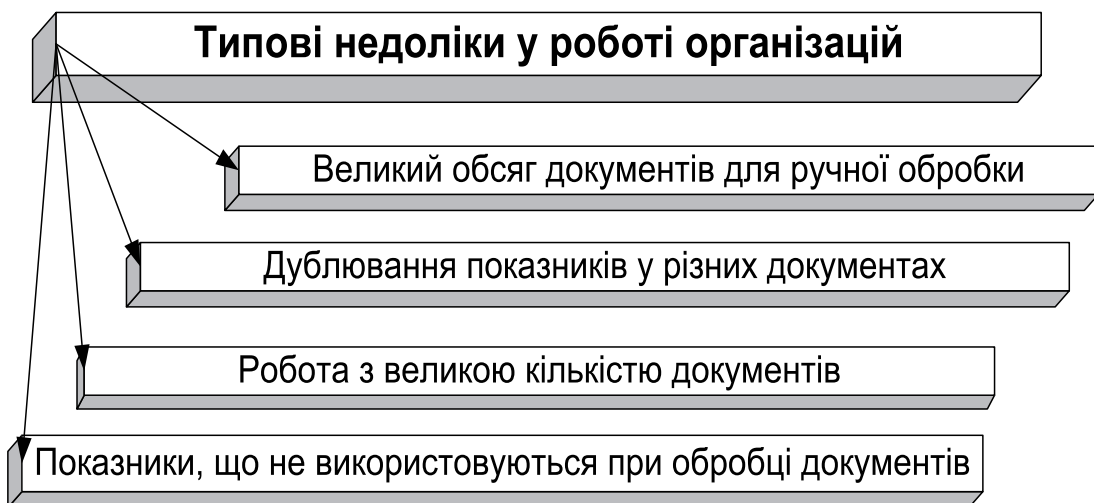 Типові недоліки у роботі організацій
Великий обсяг документів для ручної обробки
Дублювання показників у різних документах
Робота з великою кількістю документів
Показники, що не використовуються при обробці документів